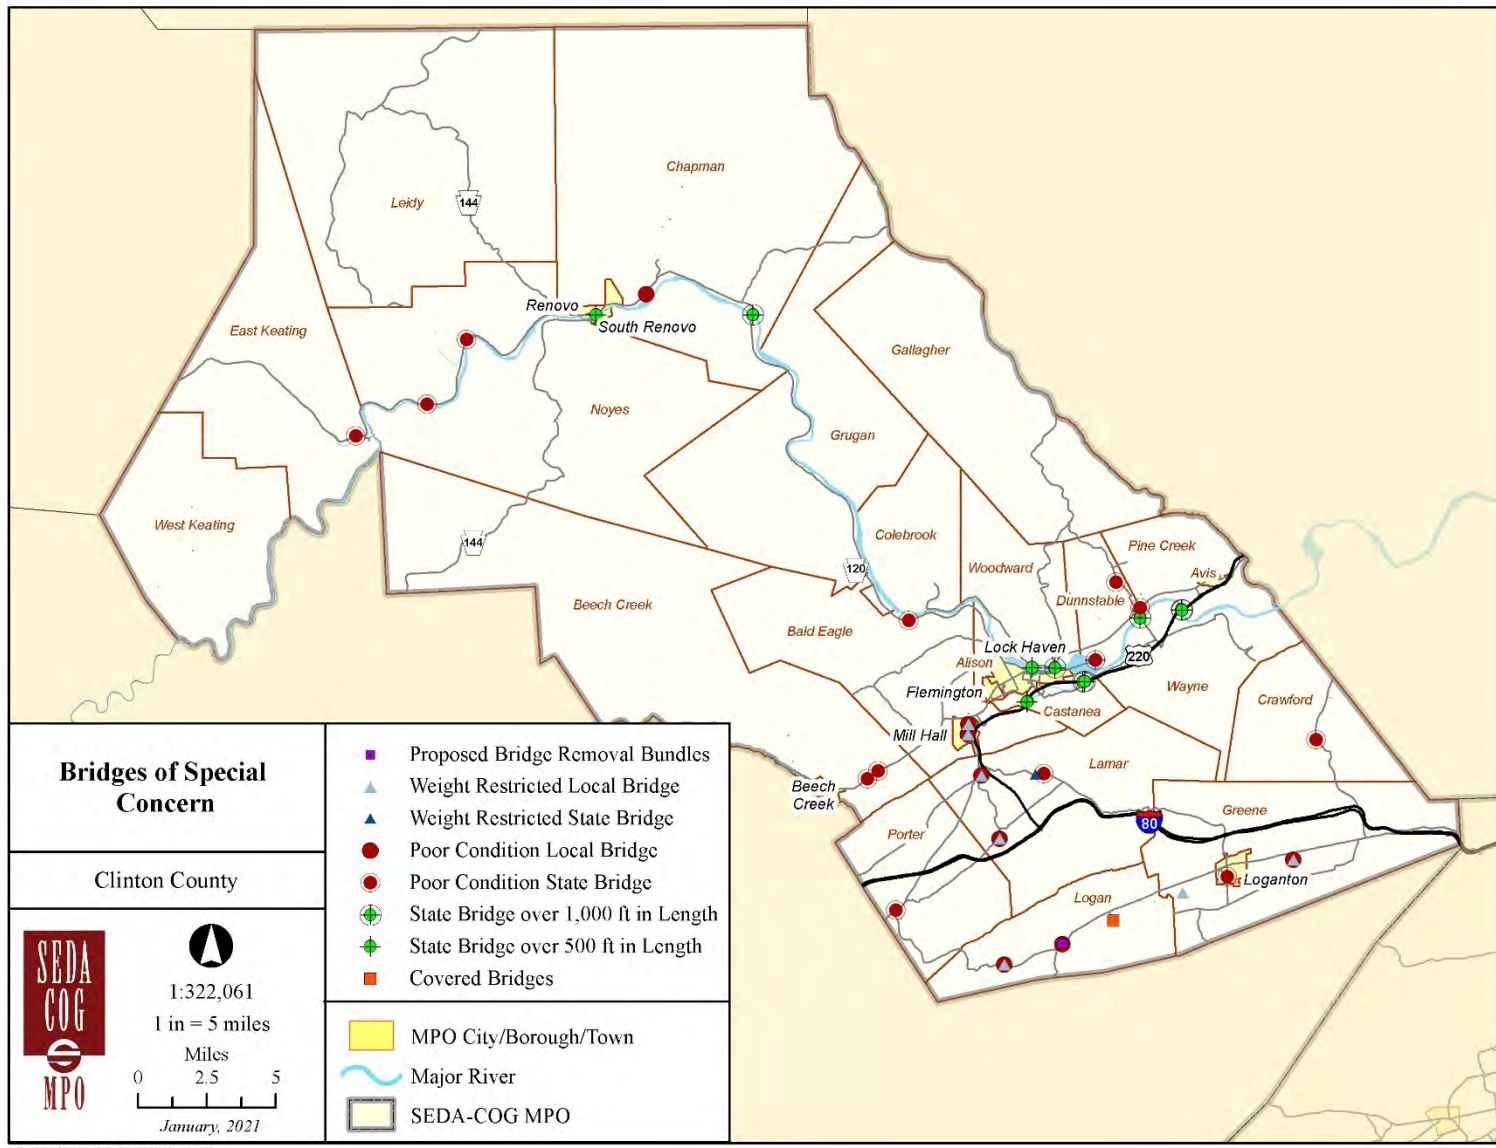 Chapman
Leidy
144
Renovo
South Renovo
East Keating
Gallagher
Noyes
Grugan
West Keating
144
Colebrook
Pine Creek
120
Woodward
Avis
Beech Creek
Dunnstable
Bald Eagle
Lock Haven
Alison
220
Flemington
Wayne
Crawford
Castanea
Mill Hall
Lamar
Beech
Creek
Greene
80
Porter
Loganton
Logan
Bridges of Special
Concern
Clinton County
SEDA
COG
MPO
1:322,061
1 in = 5 miles
Miles
0 2.5 5
January, 2021
Proposed Bridge Removal Bundles
Weight Restricted Local Bridge
Weight Restricted State Bridge
Poor Condition Local Bridge
Poor Condition State Bridge
State Bridge over 1,000 ft in Length
State Bridge over 500 ft in Length
Covered Bridges
MPO City/Borough/Town
Major River
SEDA-COG MPO